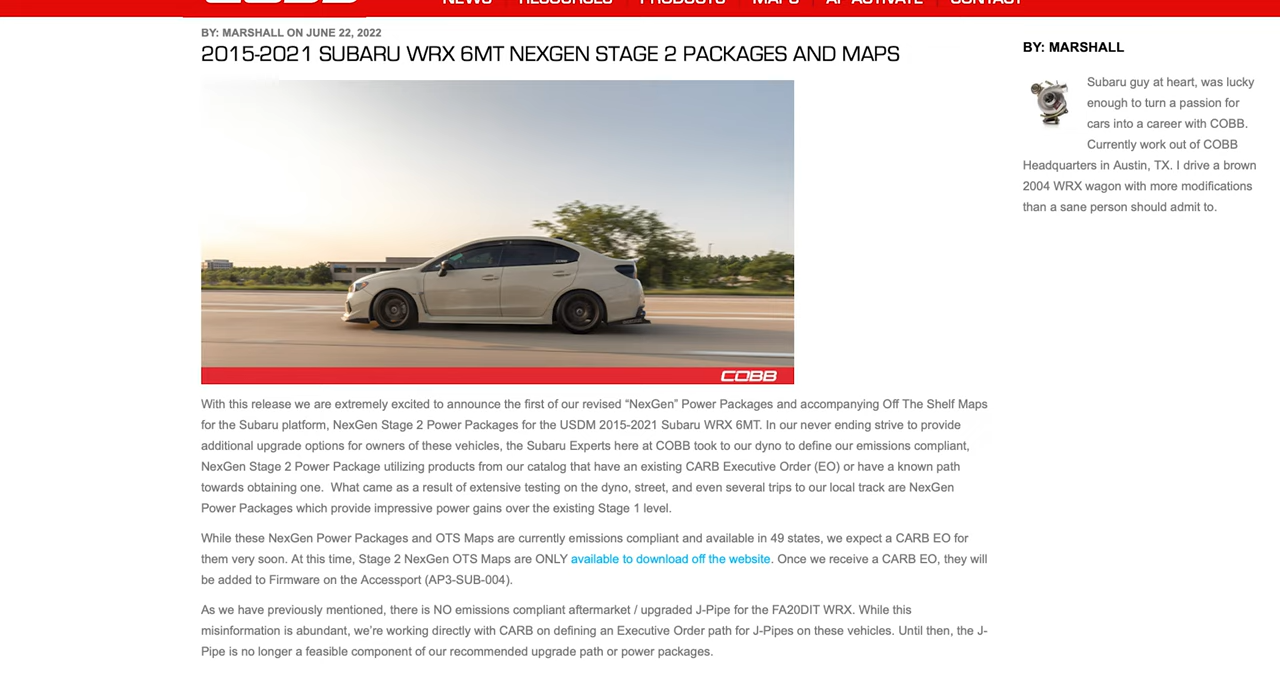 COBB
NEWS RESOURCES PRODUCTS MAPS AP ACTIVATE CONTACT
BY: MARSHALL ON JUNE 22, 2022
2015-2021 SUBARU WRX 6MT NEXGEN STAGE 2 PACKAGES AND MAPS
COBB
With this release we are extremely excited to announce the first of our revised “NexGen” Power Packages and accompanying Off The Shelf Maps
for the Subaru platform, NexGen Stage 2 Power Packages for the USDM 2015-2021 Subaru WRX 6MT. In our never ending strive to provide
additional upgrade options for owners of these vehicles, the Subaru Experts here at COBB took to our dyno to define our emissions compliant,
NexGen Stage 2 Power Package utilizing products from our catalog that have an existing CARB Executive Order (EO) or have a known path
towards obtaining one.  What came as a result of extensive testing on the dyno, street, and even several trips to our local track are NexGen
Power Packages which provide impressive power gains over the existing Stage 1 level.
While these NexGen Power Packages and OTS Maps are currently emissions compliant and available in 49 states, we expect a CARB EO for
them very soon. At this time, Stage 2 NexGen OTS Maps are ONLY available to download off the website. Once we receive a CARB EO, they will
be added to Firmware on the Accessport (AP3-SUB-004).
As we have previously mentioned, there is NO emissions compliant aftermarket / upgraded J-Pipe for the FA20DIT WRX. While this
misinformation is abundant, we’re working directly with CARB on defining an Executive Order path for J-Pipes on these vehicles. Until then, the J-
Pipe is no longer a feasible component of our recommended upgrade path or power packages.
BY: MARSHALL
Subaru guy at heart, was lucky
enough to turn a passion for
cars into a career with COBB.
Currently work out of COBB
Headquarters in Austin, TX. I drive a brown
2004 WRX wagon with more modifications
than a sane person should admit to.